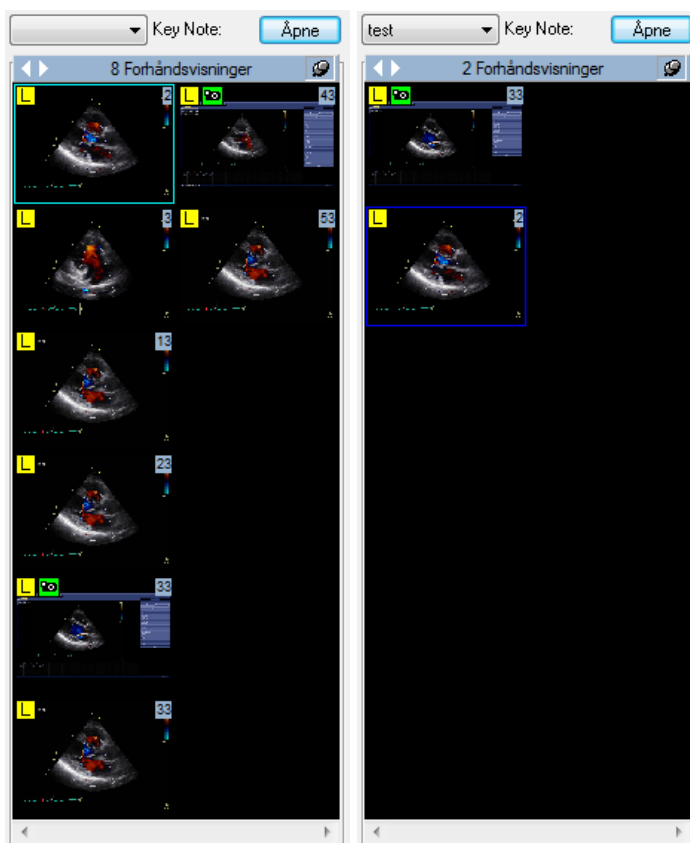 Key Note: Åpne
8 Forhåndsvisninger
L 2 L 43
L 3 L 53
L 13
L 23
L 33
L 33
test Key Note: Åpne
2 Forhåndsvisninger
L 33
L 2